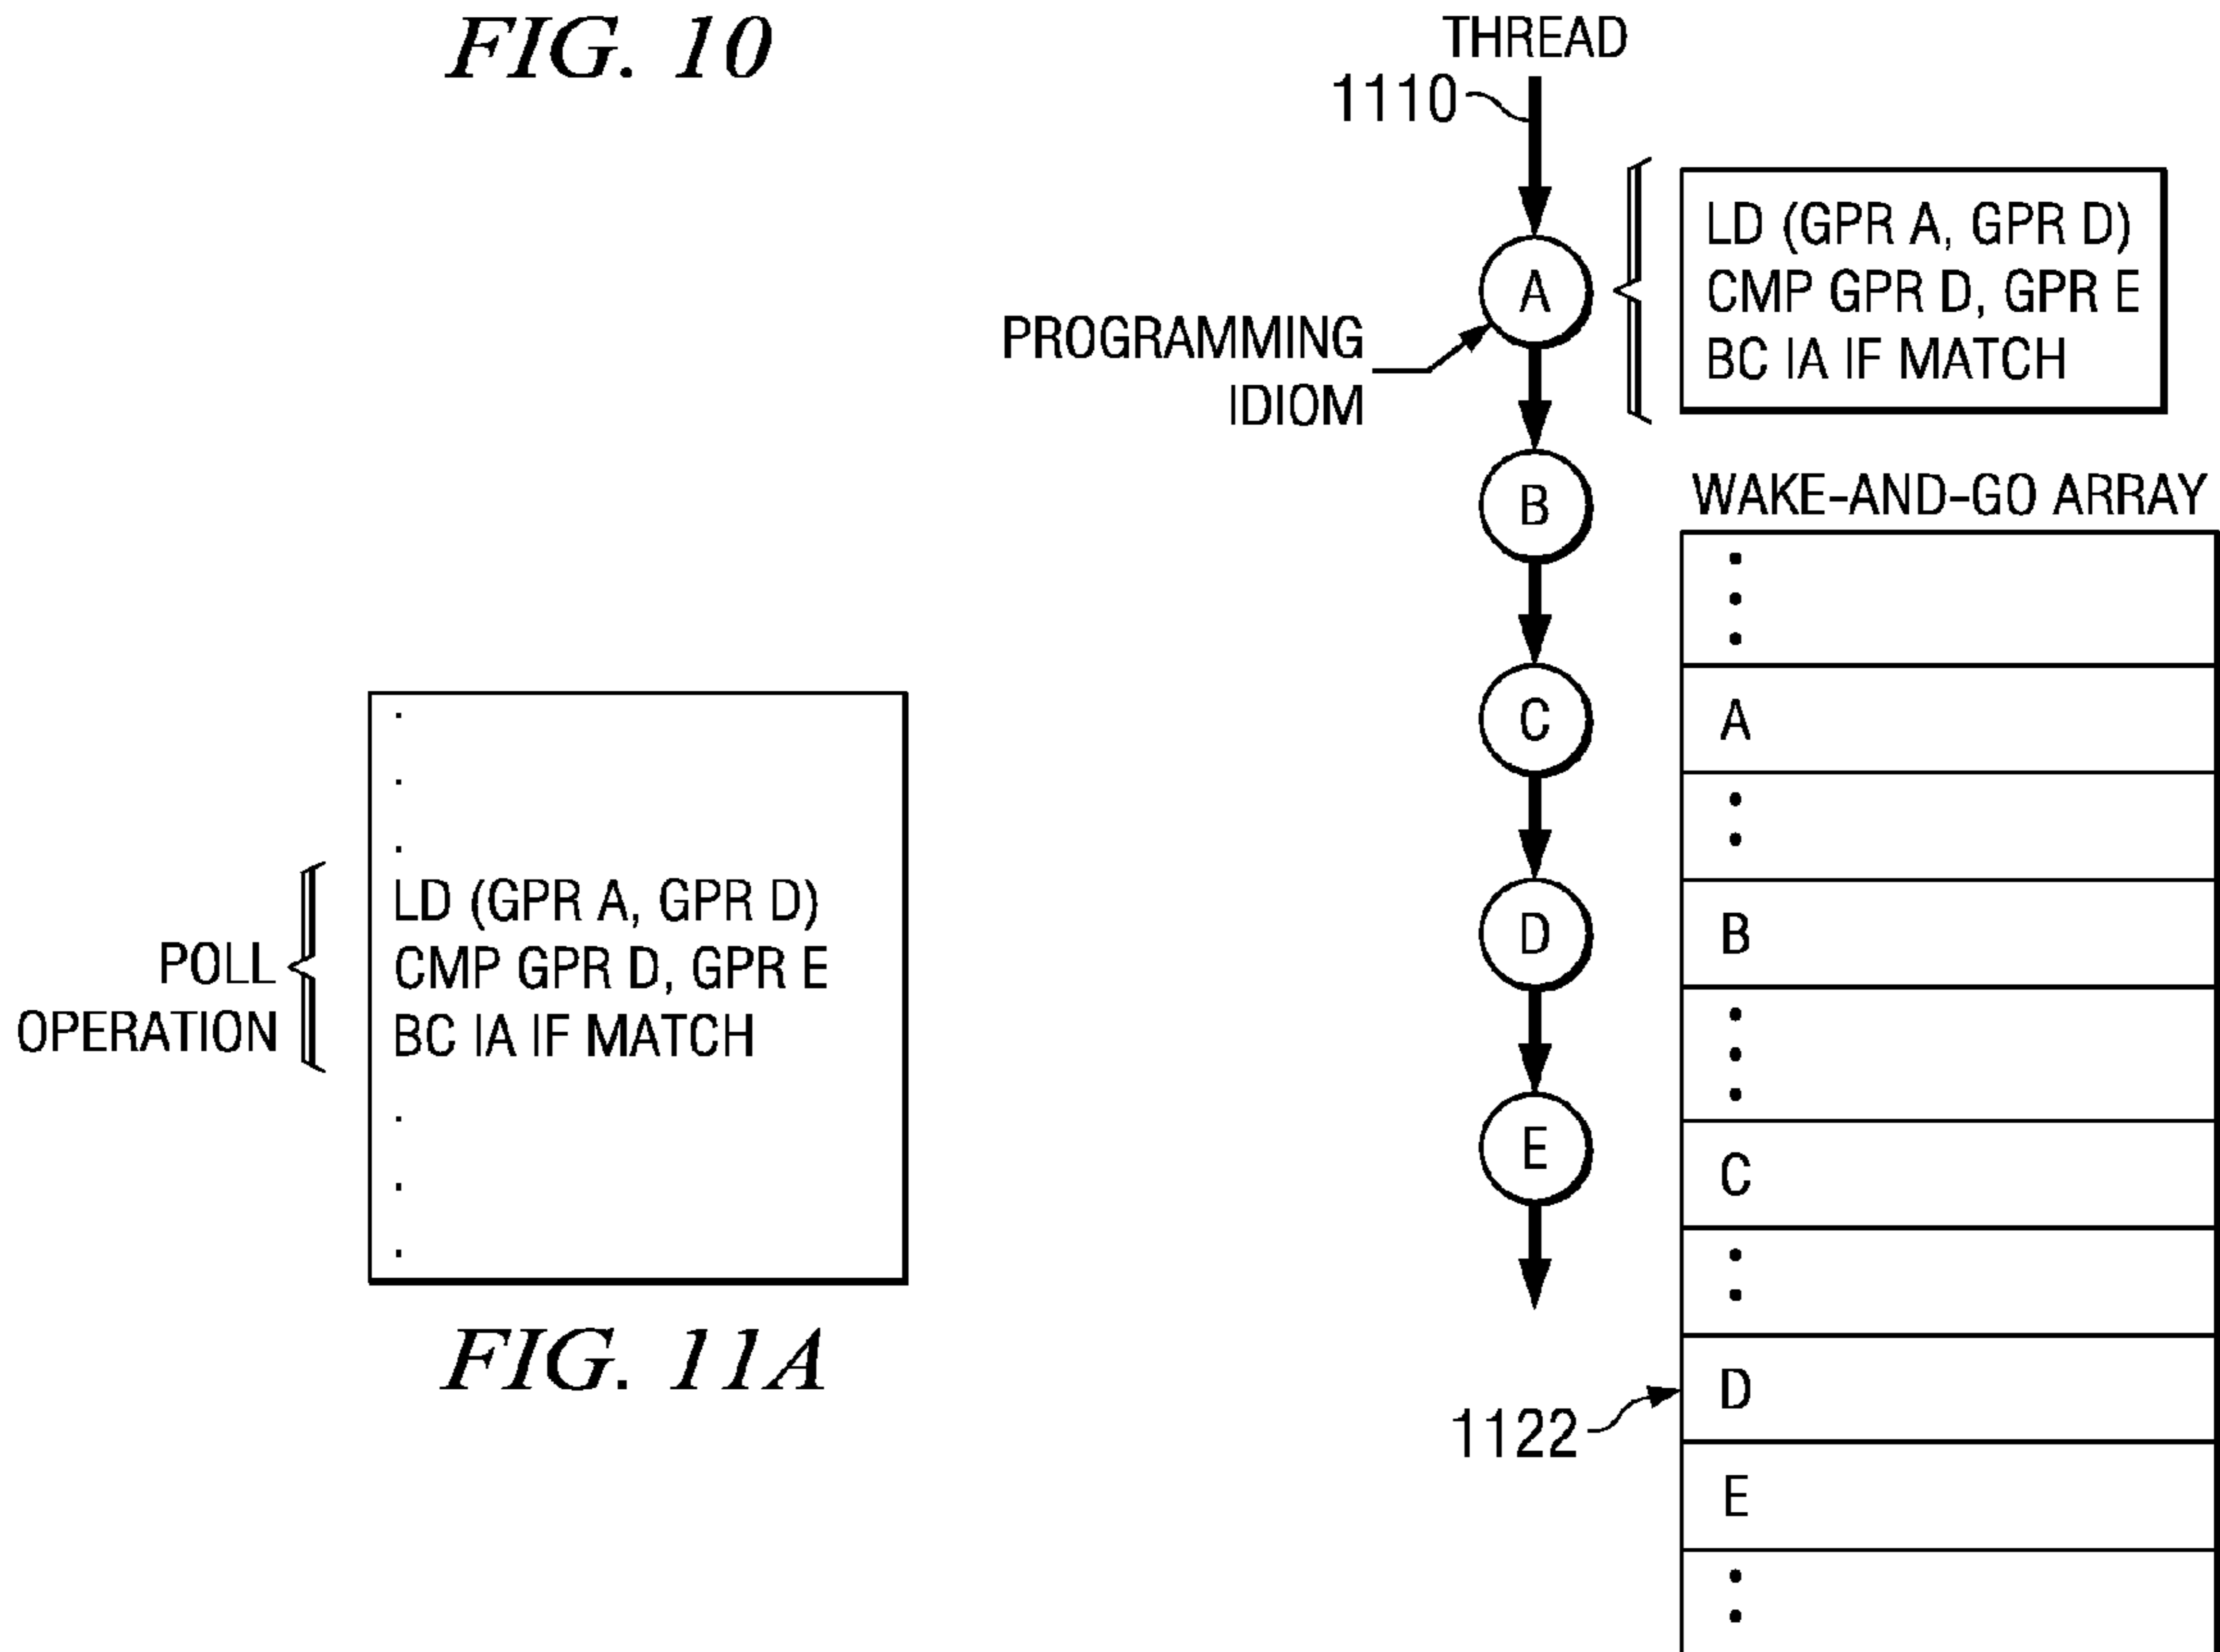 FIG. 10
POLL
OPERATION
LD (GPR A, GPR D)
CMP GPR D, GPR E
BC IA IF MATCH
FIG. 11A
THREAD
1110
PROGRAMMING
IDIOM
A
B
C
D
E
LD (GPR A, GPR D)
CMP GPR D, GPR E
BC IA IF MATCH
WAKE-AND-GO ARRAY
A
B
C
D
E
1122